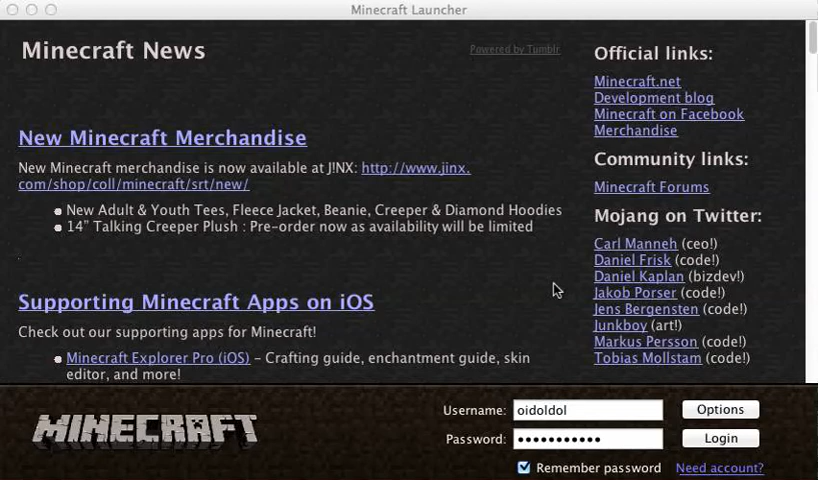 Minecraft Launcher
Minecraft News
Powered by Tumblr
New Minecraft Merchandise
New Minecraft merchandise is now available at J!NX: http://www.jinx.
com/shop/coll/minecraft/srt/new/
● New Adult & Youth Tees, Fleece Jacket, Beanie, Creeper & Diamond Hoodies
● 14" Talking Creeper Plush : Pre-order now as availability will be limited
Supporting Minecraft Apps on iOS
Check out our supporting apps for Minecraft!
● Minecraft Explorer Pro (iOS) – Crafting guide, enchantment guide, skin
editor, and more!
Official links:
Minecraft.net
Development blog
Minecraft on Facebook
Merchandise
Community links:
Minecraft Forums
Mojang on Twitter:
Carl Manneh (ceo!)
Daniel Frisk (code!)
Daniel Kaplan (bizdev!)
Jakob Porser (code!)
Jens Bergensten (code!)
Junkboy (art!)
Markus Persson (code!)
Tobias Mollstam (code!)
MINECRAFT
Username: oidoldol
Options
Password: ●●●●●●●●●●●
Login
Remember password
Need account?